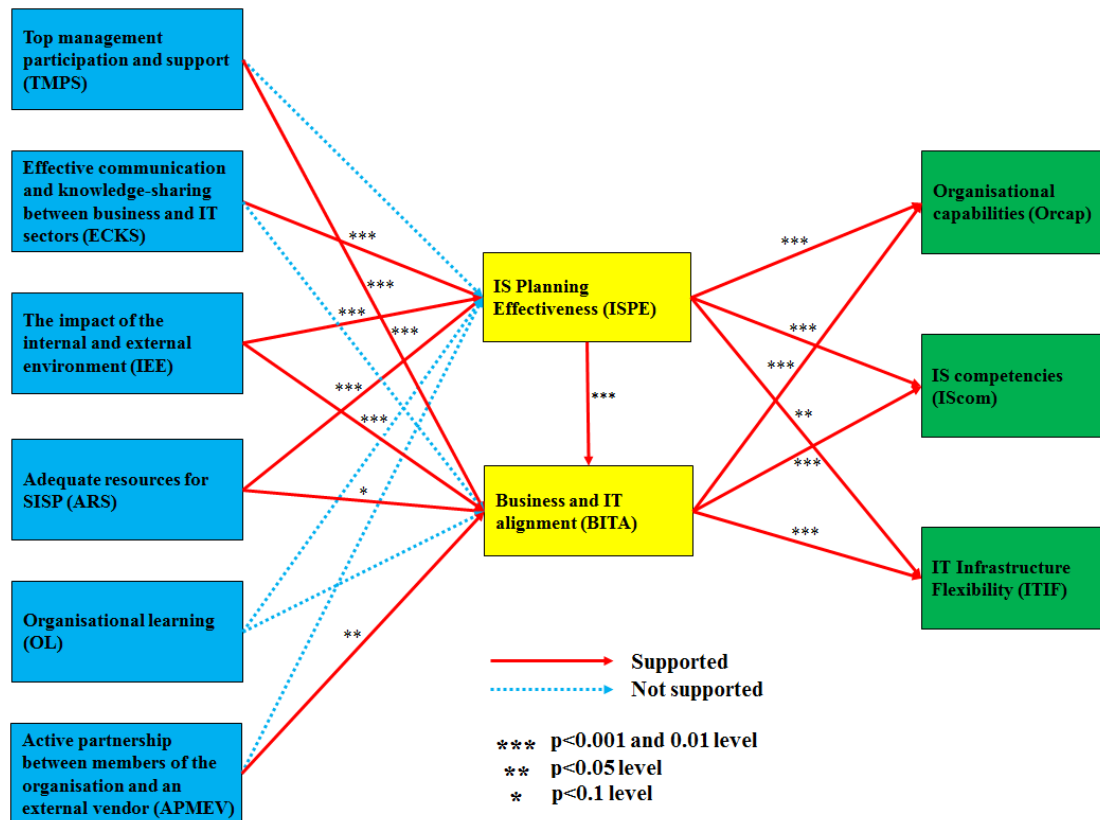 Top management
participation and support
(TMPS)
Effective communication
and knowledge-sharing
between business and IT
sectors (ECKS)
The impact of the
internal and external
environment (IEE)
Adequate resources for
SISP (ARS)
Organisational learning
(OL)
Active partnership
between members of the
organisation and an
external vendor (APMEV)
***
***
***
***
***
***
*
**
IS Planning
Effectiveness (ISPE)
***
Business and IT
alignment (BITA)
***
***
***
**
***
***
Organisational
capabilities (Orcap)
IS competencies
(IScom)
IT Infrastructure
Flexibility (ITIF)
Supported
Not supported
*** p<0.001 and 0.01 level
** p<0.05 level
* p<0.1 level